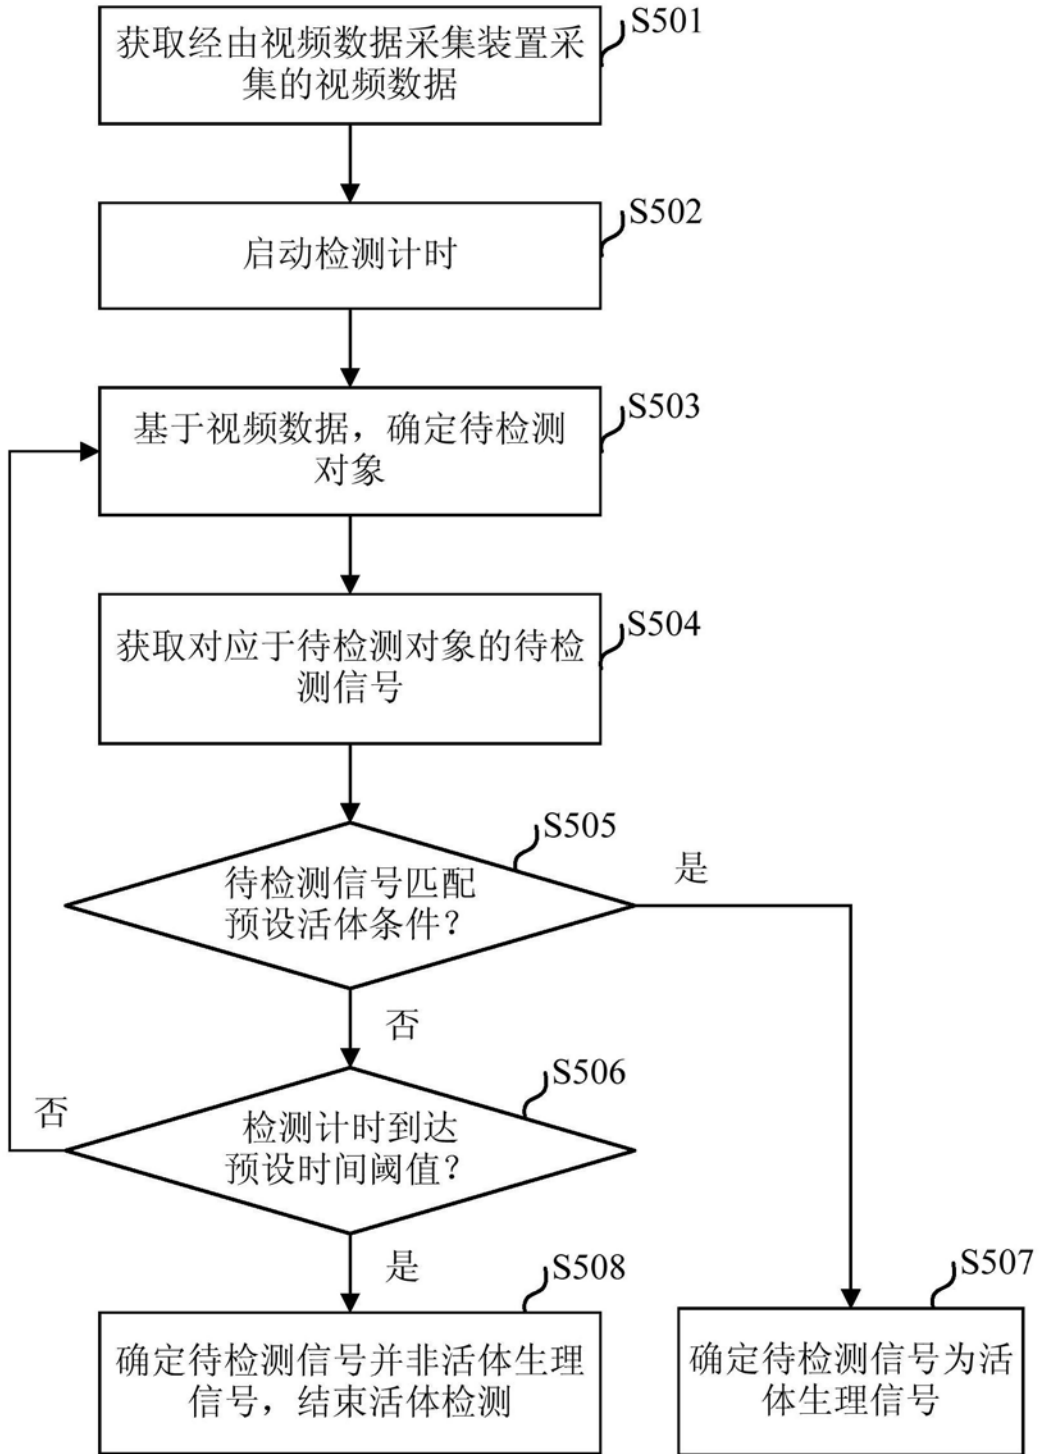 获取经由视频数据采集装置采
集的视频数据
S501
启动检测计时
S502
基于视频数据，确定待检测
对象
S503
获取对应于待检测对象的待检
测信号
S504
待检测信号匹配
预设活体条件？
S505
是
否
检测计时到达
预设时间阈值？
S506
否
是
确定待检测信号并非活体生理
信号，结束活体检测
S508
确定待检测信号为活
体生理信号
S507